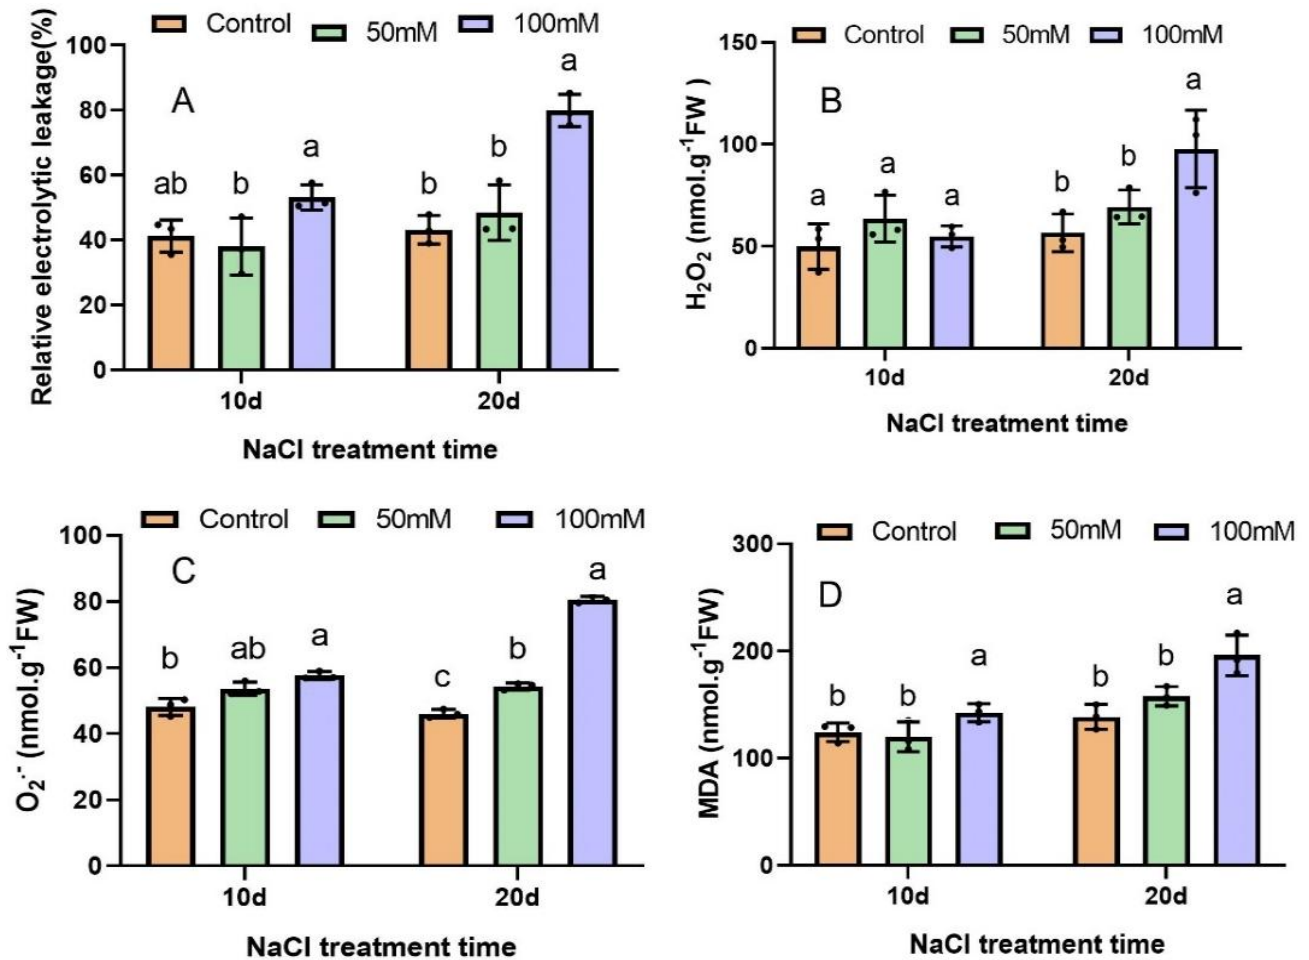 Control 50mM 100mM
Relative electrolytic leakage(%)
A
100
80
60
40
20
0
ab b a b b a
10d 20d
NaCl treatment time
Control 50mM 100mM
H₂O₂ (nmol.g⁻¹FW )
B
150
100
50
0
a a a b b a
10d 20d
NaCl treatment time
Control 50mM 100mM
O₂·⁻ (nmol.g⁻¹FW)
C
100
80
60
40
20
0
b ab a c b a
10d 20d
NaCl treatment time
Control 50mM 100mM
MDA (nmol.g⁻¹FW)
D
300
200
100
0
b b a b b a
10d 20d
NaCl treatment time